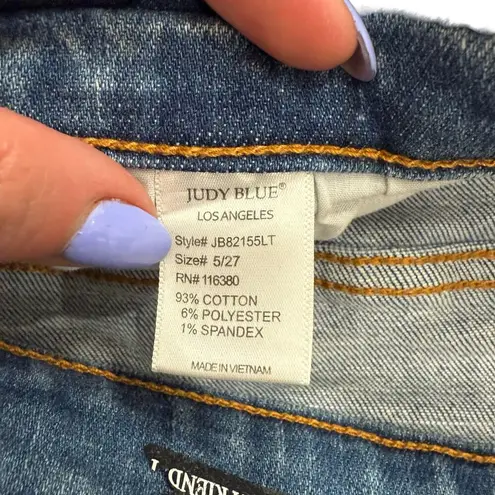 JUDY BLUE®
LOS ANGELES
Style# JB82155LT
Size# 5/27
RN# 116380
93% COTTON
6% POLYESTER
1% SPANDEX
MADE IN VIETNAM